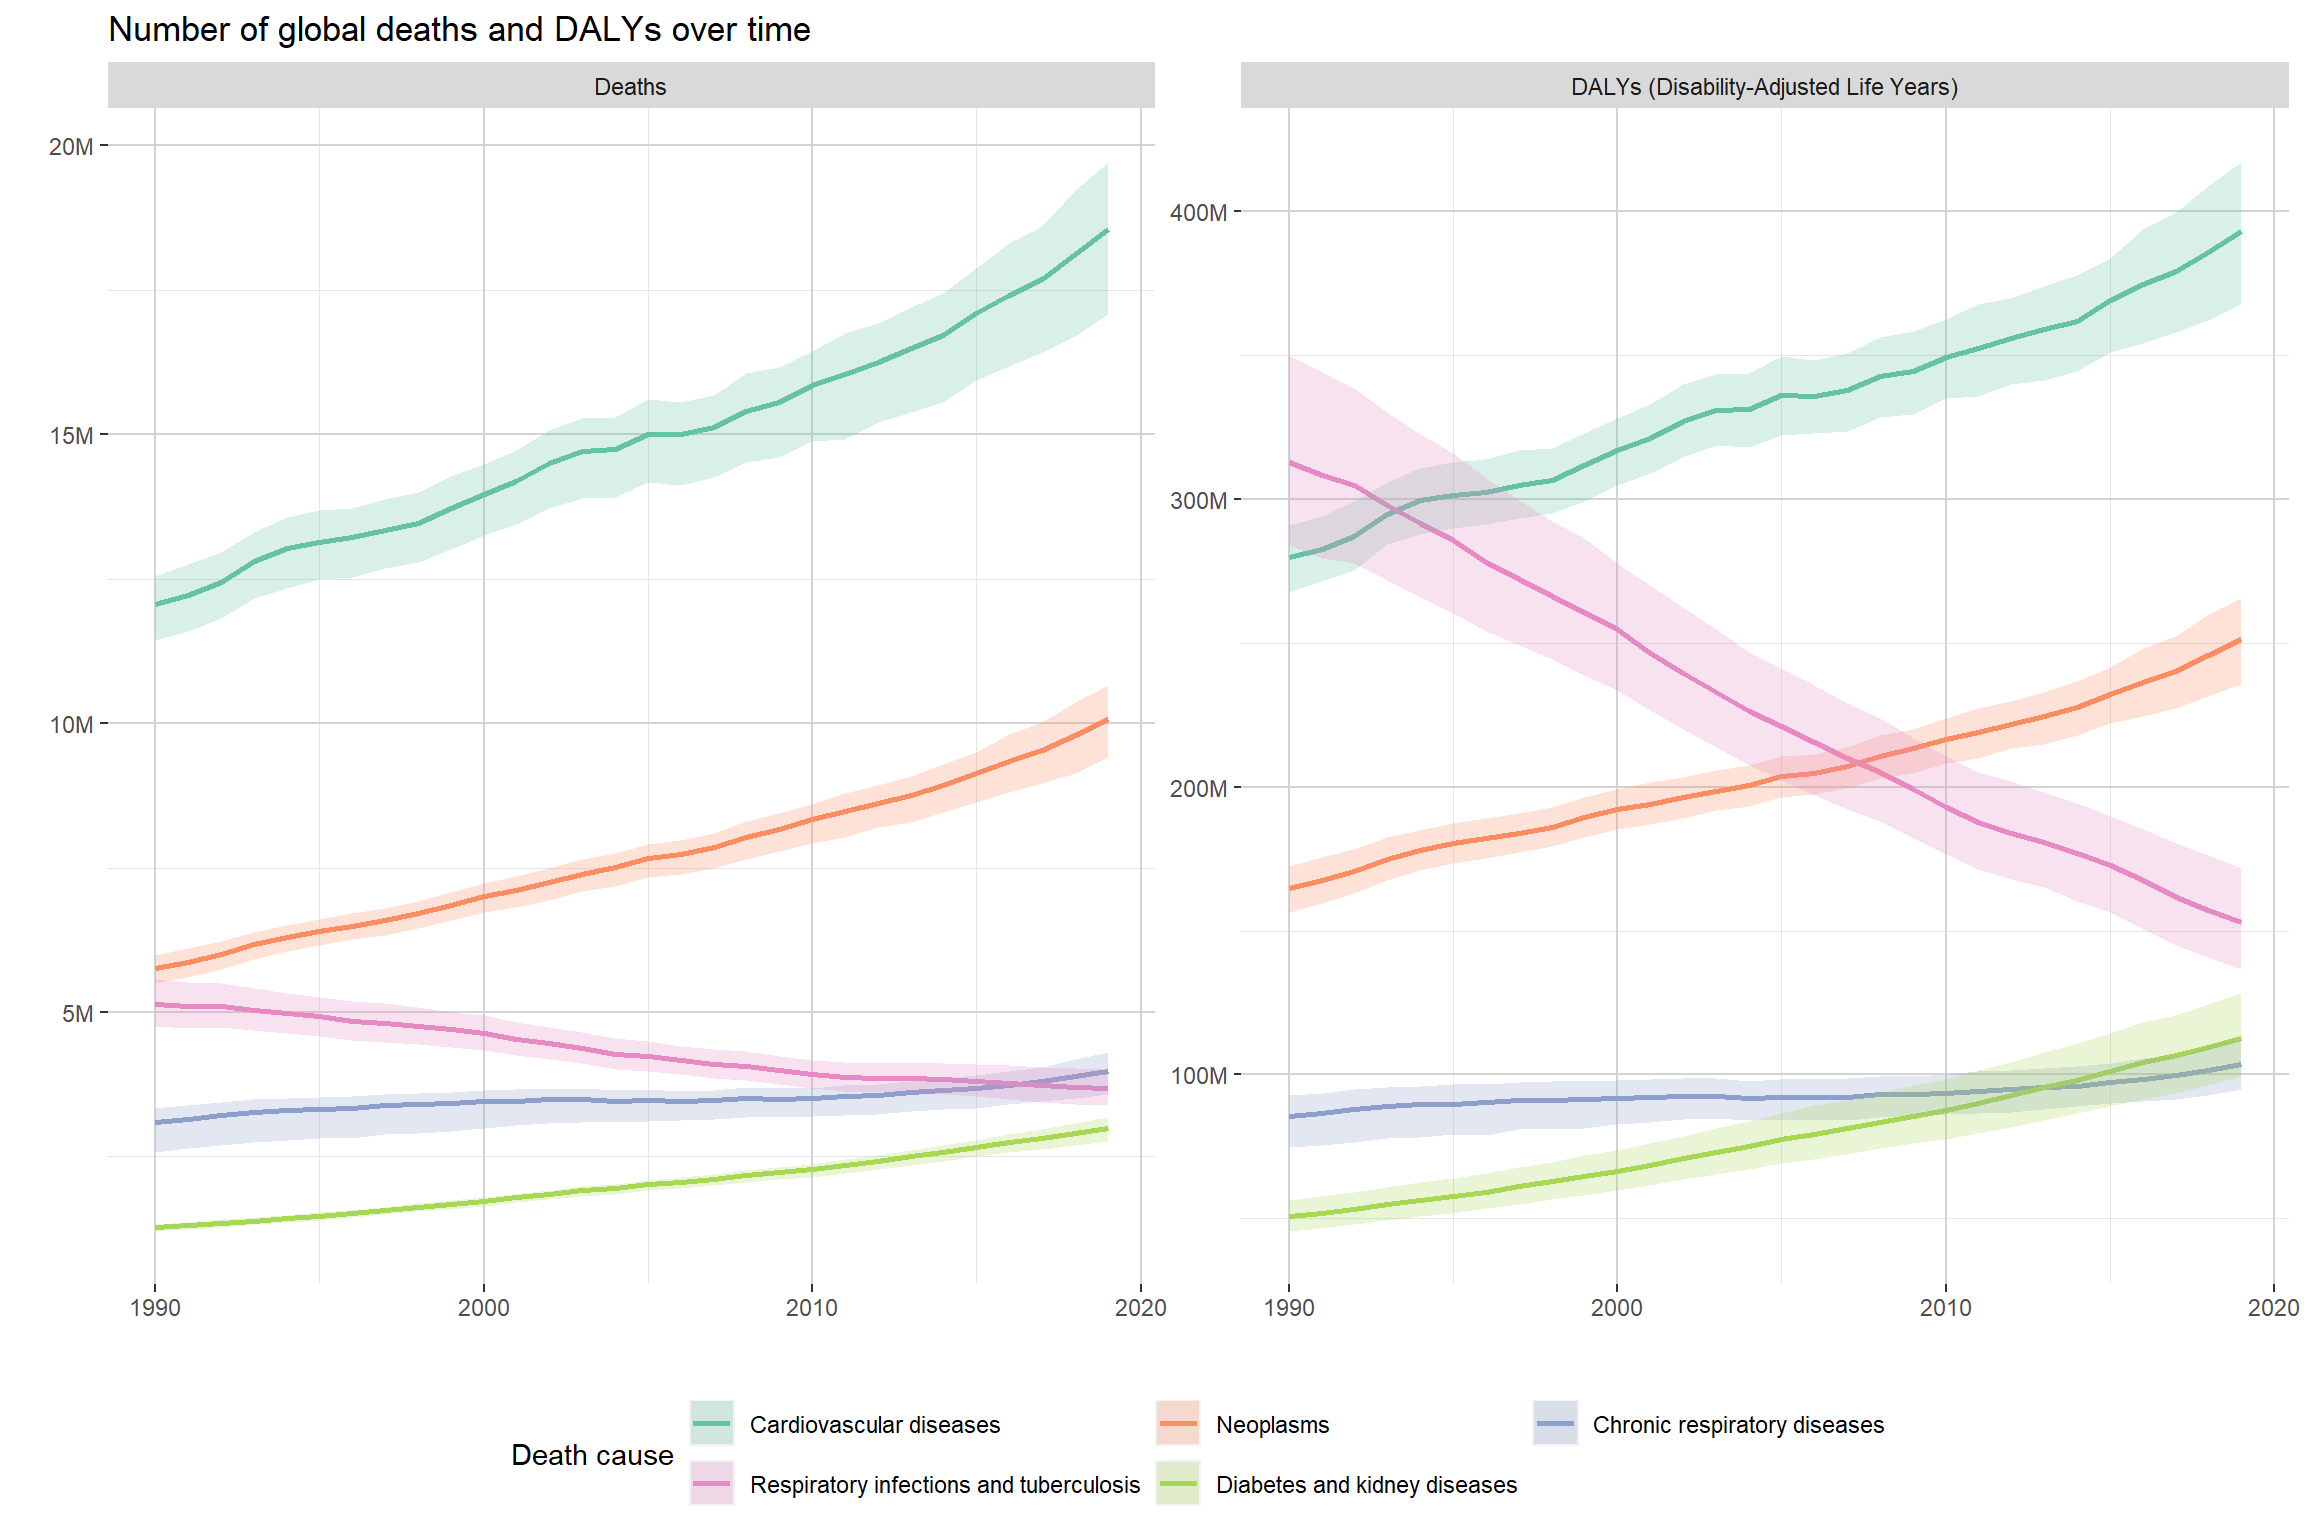 Number of global deaths and DALYs over time
Deaths
DALYs (Disability-Adjusted Life Years)
20M
15M
10M
5M
1990
2000
2010
2020
400M
300M
200M
100M
1990
2000
2010
2020
Death cause
Cardiovascular diseases
Neoplasms
Chronic respiratory diseases
Respiratory infections and tuberculosis
Diabetes and kidney diseases